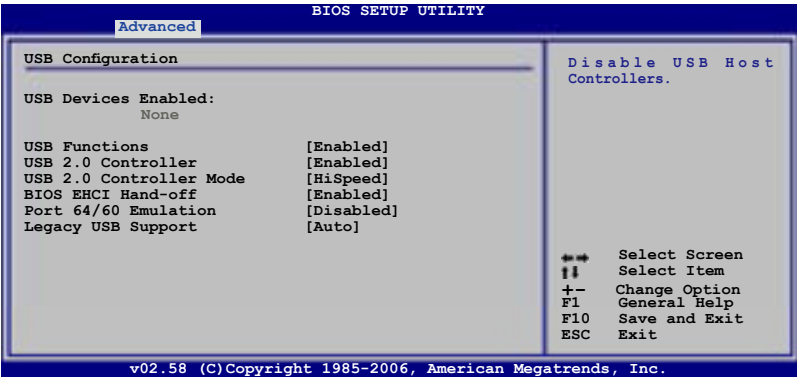 BIOS SETUP UTILITY
Advanced
USB Configuration
USB Devices Enabled:
None
USB Functions [Enabled]
USB 2.0 Controller [Enabled]
USB 2.0 Controller Mode [HiSpeed]
BIOS EHCI Hand-off [Enabled]
Port 64/60 Emulation [Disabled]
Legacy USB Support [Auto]
Disable USB Host
Controllers.
←→ Select Screen
↑↓ Select Item
+- Change Option
F1 General Help
F10 Save and Exit
ESC Exit
v02.58 (C)Copyright 1985-2006, American Megatrends, Inc.